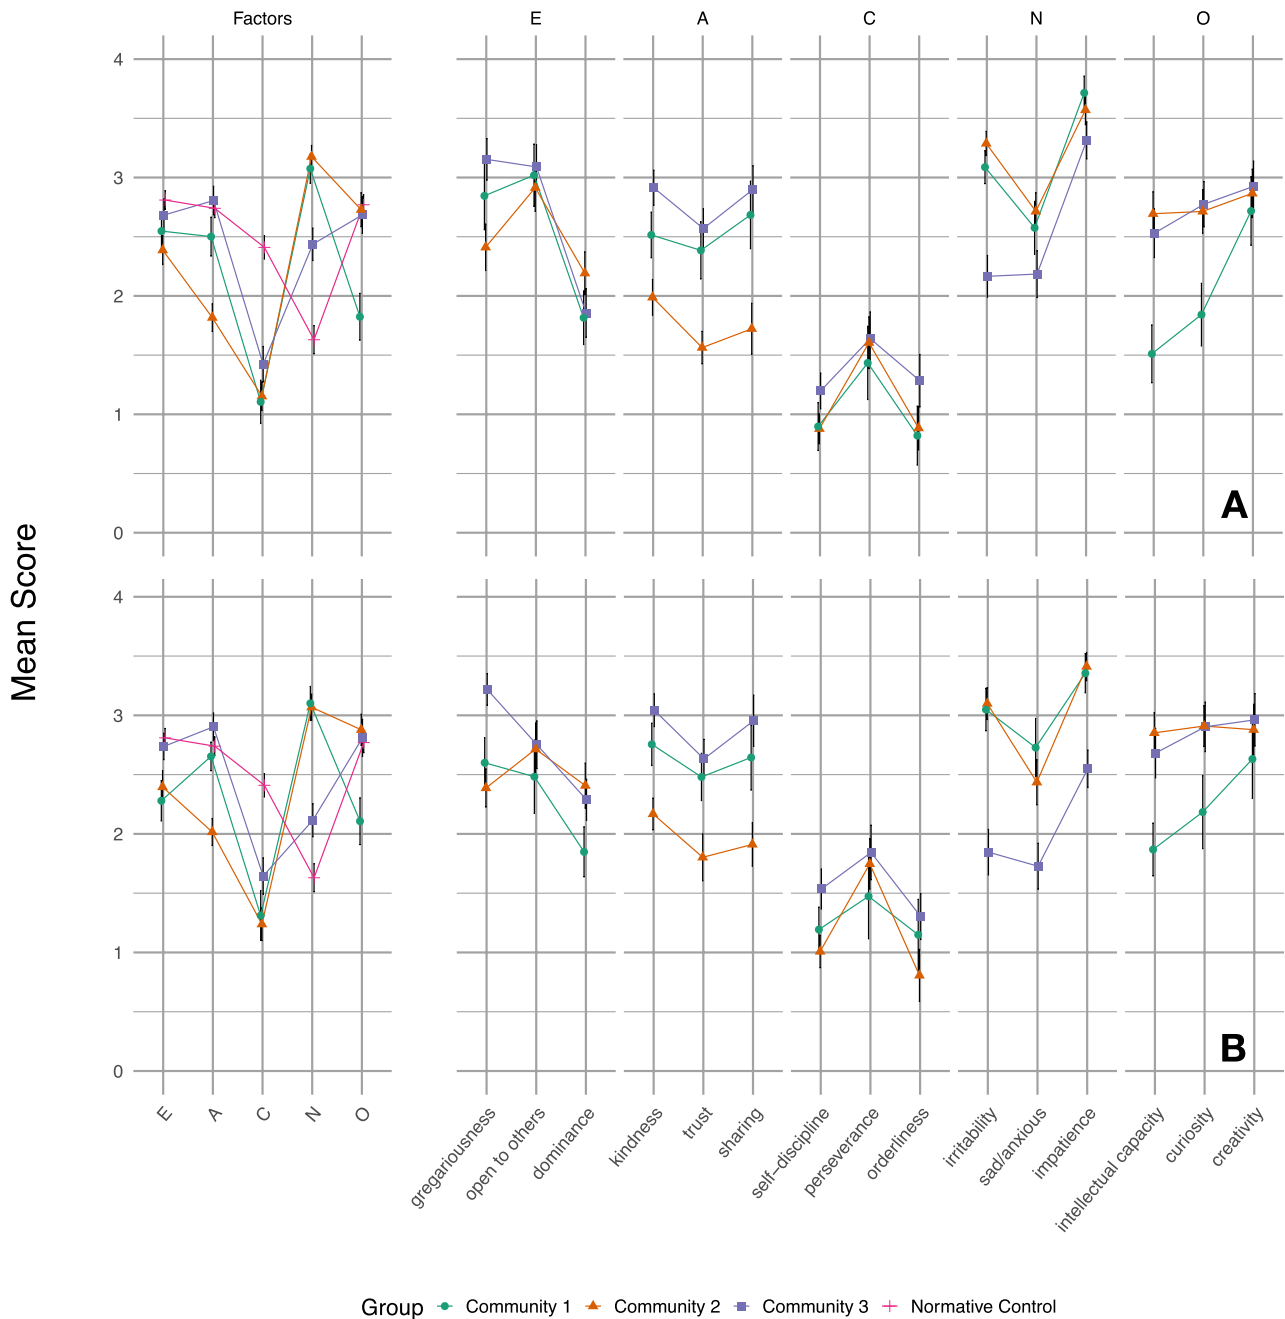 Factors E A C N O
4
3
2
1
0
A
Mean Score
4
3
2
1
0
B
E A C N O
gregariousness open to others dominance kindness trust sharing self−discipline perseverance orderliness irritability sad/anxious impatience intellectual capacity curiosity creativity
Group Community 1 Community 2 Community 3 Normative Control